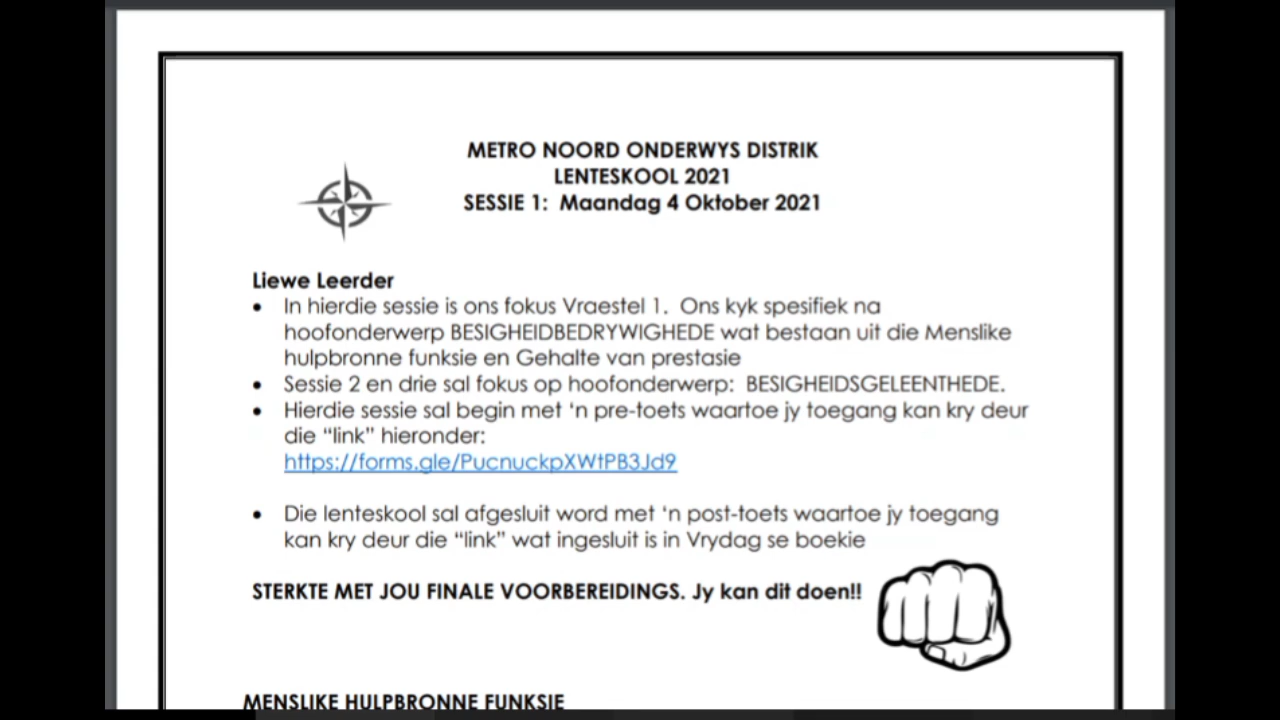 METRO NOORD ONDERWYS DISTRIK
LENTESKOOL 2021
SESSIE 1:  Maandag 4 Oktober 2021
Liewe Leerder
• In hierdie sessie is ons fokus Vraestel 1.  Ons kyk spesifiek na
hoofonderwerp BESIGHEIDBEDRYWIGHEDE wat bestaan uit die Menslike
hulpbronne funksie en Gehalte van prestasie
• Sessie 2 en drie sal fokus op hoofonderwerp:  BESIGHEIDSGELEENTHEDE.
• Hierdie sessie sal begin met ‘n pre-toets waartoe jy toegang kan kry deur
die “link” hieronder:
https://forms.gle/PucnuckpXWtPB3Jd9
• Die lenteskool sal afgesluit word met ‘n post-toets waartoe jy toegang
kan kry deur die “link” wat ingesluit is in Vrydag se boekie
STERKTE MET JOU FINALE VOORBEREIDINGS. Jy kan dit doen!!
MENSLIKE HULPBRONNE FUNKSIE